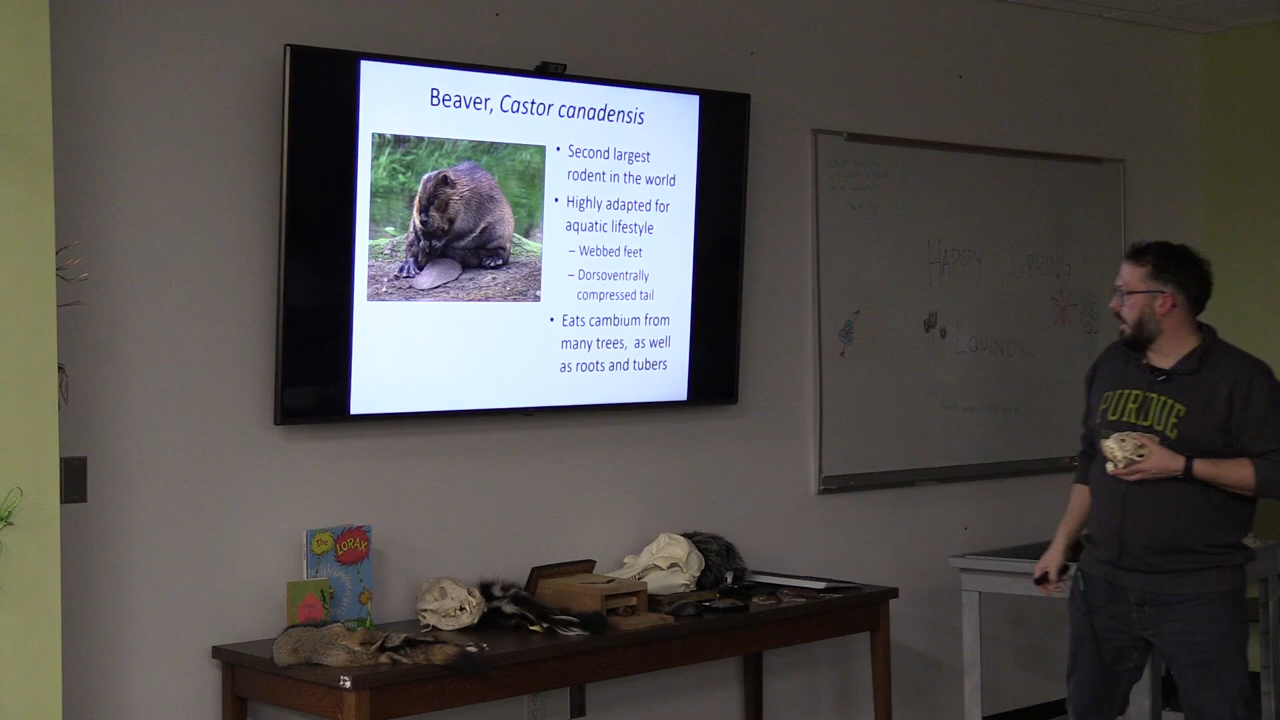 Beaver, Castor canadensis
• Second largest
rodent in the world
• Highly adapted for
aquatic lifestyle
– Webbed feet
– Dorsoventrally
compressed tail
• Eats cambium from
many trees, as well
as roots and tubers
HAPPY PRING
PURDUE
The LORAX